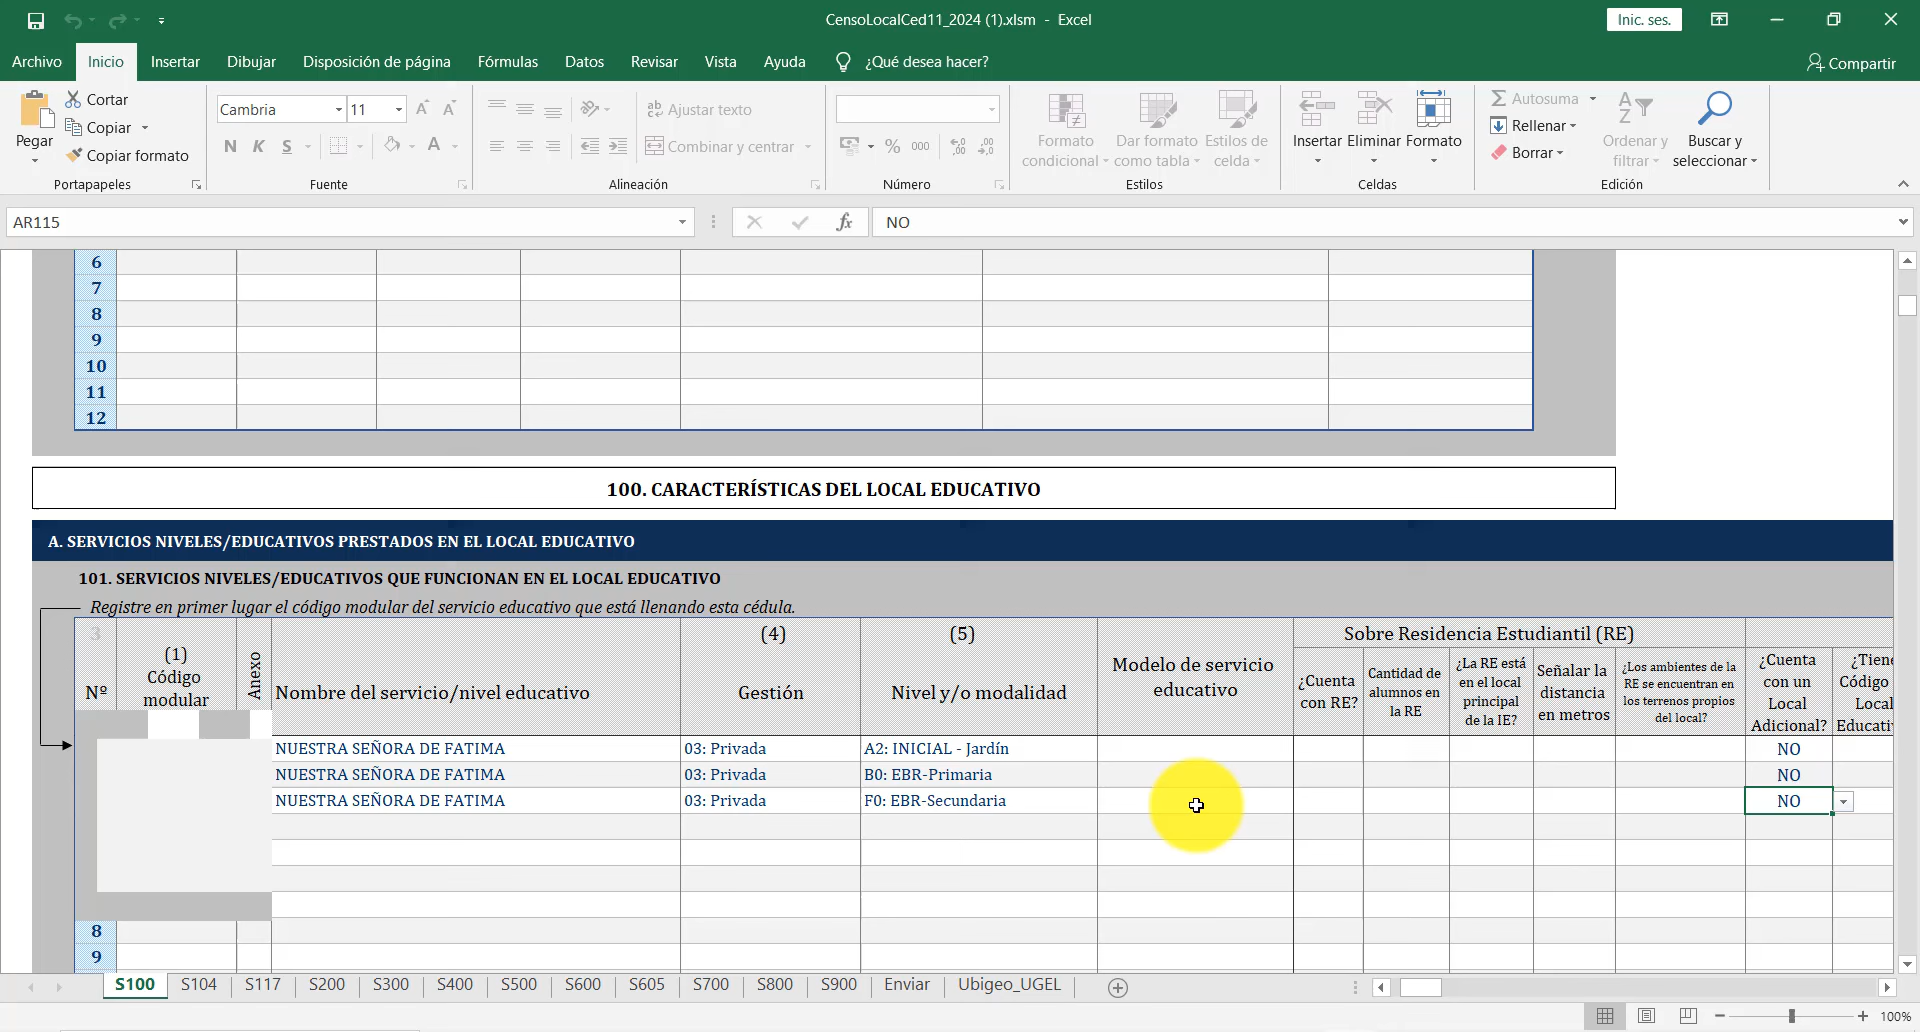 CensoLocalCed11_2024 (1).xlsm - Excel
Inic. ses.
Archivo Inicio Insertar Dibujar Disposición de página Fórmulas Datos Revisar Vista Ayuda ¿Qué desea hacer? Compartir
Pegar
Cortar
Copiar
Copiar formato
Portapapeles
Cambria 11
N K S
Fuente
Ajustar texto
Combinar y centrar
Alineación
% 000
Número
Formato condicional
Dar formato como tabla
Estilos de celda
Estilos
Insertar Eliminar Formato
Celdas
Autosuma
Rellenar
Borrar
Ordenar y filtrar
Buscar y seleccionar
Edición
AR115 fx NO
6
7
8
9
10
11
12
100. CARACTERÍSTICAS DEL LOCAL EDUCATIVO
A. SERVICIOS NIVELES/EDUCATIVOS PRESTADOS EN EL LOCAL EDUCATIVO
101. SERVICIOS NIVELES/EDUCATIVOS QUE FUNCIONAN EN EL LOCAL EDUCATIVO
Registre en primer lugar el código modular del servicio educativo que está llenando esta cédula.
3
Nº
(1)
Código
modular
Anexo
Nombre del servicio/nivel educativo
(4)
Gestión
(5)
Nivel y/o modalidad
Modelo de servicio
educativo
Sobre Residencia Estudiantil (RE)
¿Cuenta
con RE?
Cantidad de
alumnos en
la RE
¿La RE está
en el local
principal
de la IE?
Señalar la
distancia
en metros
¿Los ambientes de la
RE se encuentran en
los terrenos propios
del local?
¿Cuenta
con un
Local
Adicional?
¿Tiene
Código
Local
Educativ
NUESTRA SEÑORA DE FATIMA 03: Privada A2: INICIAL - Jardín NO
NUESTRA SEÑORA DE FATIMA 03: Privada B0: EBR-Primaria NO
NUESTRA SEÑORA DE FATIMA 03: Privada F0: EBR-Secundaria NO
8
9
S100 S104 S117 S200 S300 S400 S500 S600 S605 S700 S800 S900 Enviar Ubigeo_UGEL
100%